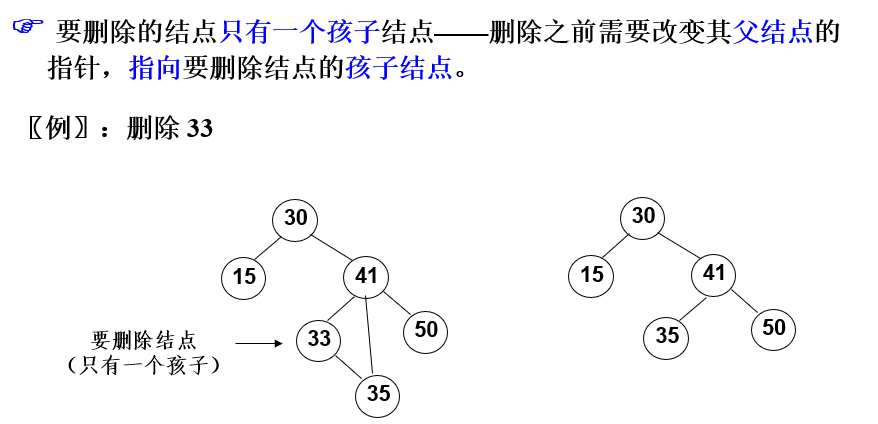 ☞ 要删除的结点只有一个孩子结点——删除之前需要改变其父结点的
指针，指向要删除结点的孩子结点。
〖例〗：删除 33
30
15
41
33
50
35
要删除结点
（只有一个孩子）
30
15
41
35
50